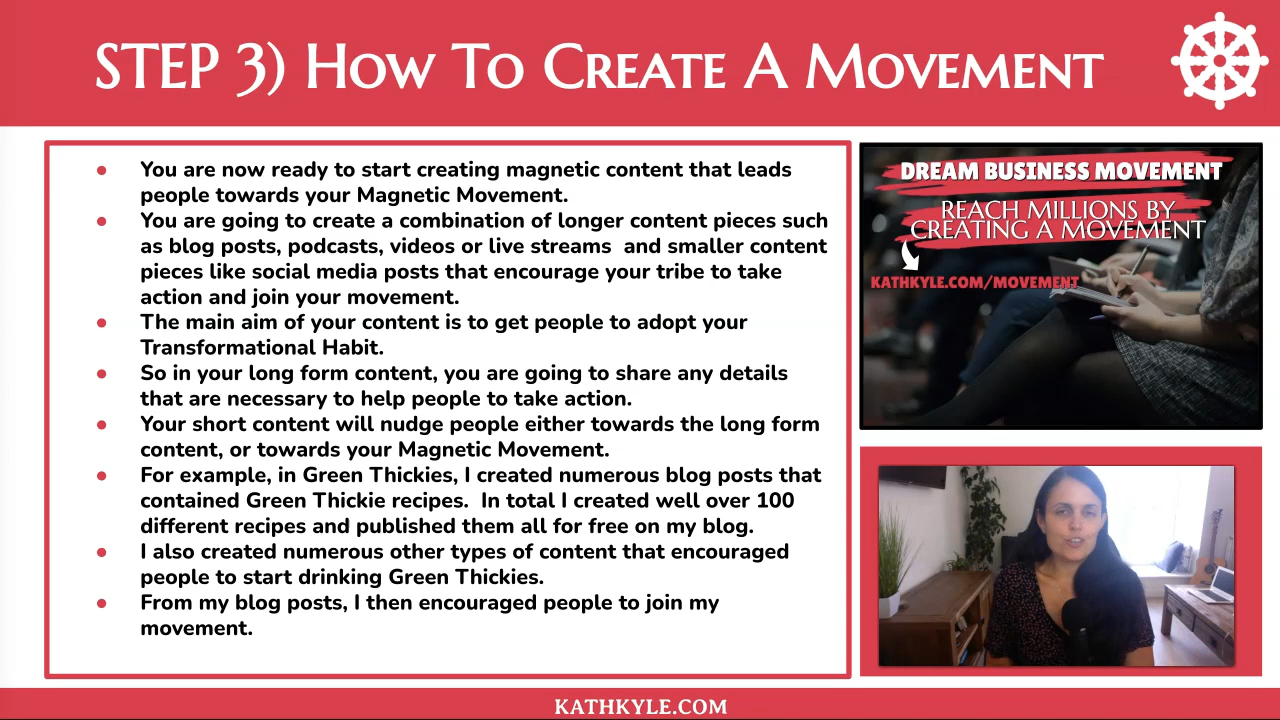 STEP 3) How To Create A Movement
You are now ready to start creating magnetic content that leads
people towards your Magnetic Movement.
You are going to create a combination of longer content pieces such
as blog posts, podcasts, videos or live streams  and smaller content
pieces like social media posts that encourage your tribe to take
action and join your movement.
The main aim of your content is to get people to adopt your
Transformational Habit.
So in your long form content, you are going to share any details
that are necessary to help people to take action.
Your short content will nudge people either towards the long form
content, or towards your Magnetic Movement.
For example, in Green Thickies, I created numerous blog posts that
contained Green Thickie recipes.  In total I created well over 100
different recipes and published them all for free on my blog.
I also created numerous other types of content that encouraged
people to start drinking Green Thickies.
From my blog posts, I then encouraged people to join my
movement.
DREAM BUSINESS MOVEMENT
REACH MILLIONS BY
CREATING A MOVEMENT
KATHKYLE.COM/MOVEMENT
KATHKYLE.COM